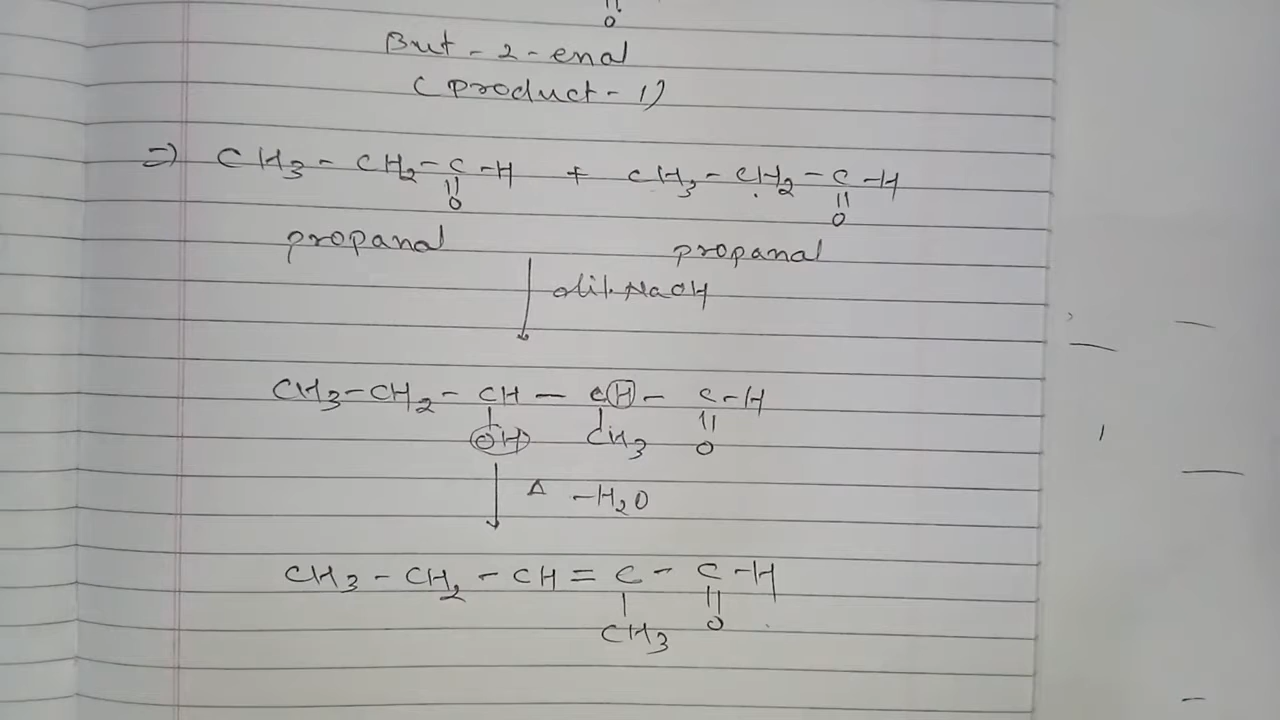 O
But - 2 - enal
(product - 1)
⇒ CH3 - CH2 - C - H + CH3 - CH2 - C - H
|| ||
O O
propanal propanal
dil. NaOH
CH3 - CH2 - CH - CH - C - H
OH CH3 O
Δ -H2O
CH3 - CH2 - CH = C - C - H
CH3 O